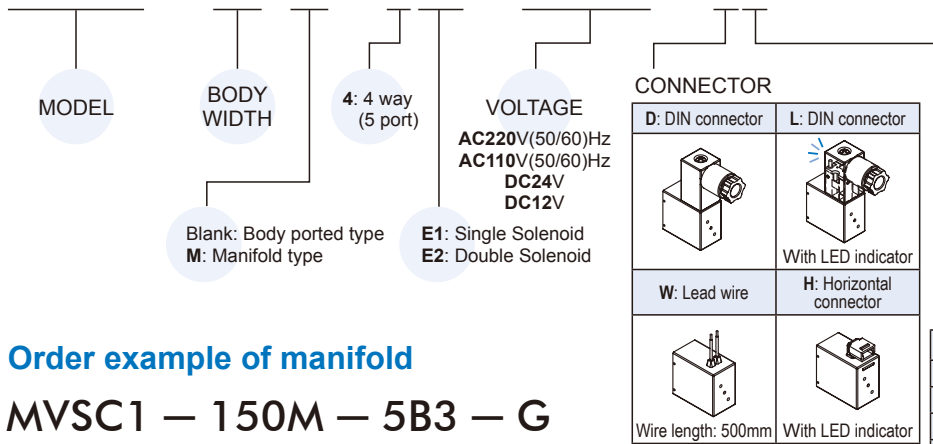 MODEL
BODY
WIDTH
4: 4 way
(5 port)
VOLTAGE
AC220V(50/60)Hz
AC110V(50/60)Hz
DC24V
DC12V
Blank: Body ported type
M: Manifold type
E1: Single Solenoid
E2: Double Solenoid
CONNECTOR
D: DIN connector
L: DIN connector
With LED indicator
W: Lead wire
H: Horizontal
connector
Wire length: 500mm
With LED indicator
Order example of manifold
MVSC1 — 150M — 5B3 — G